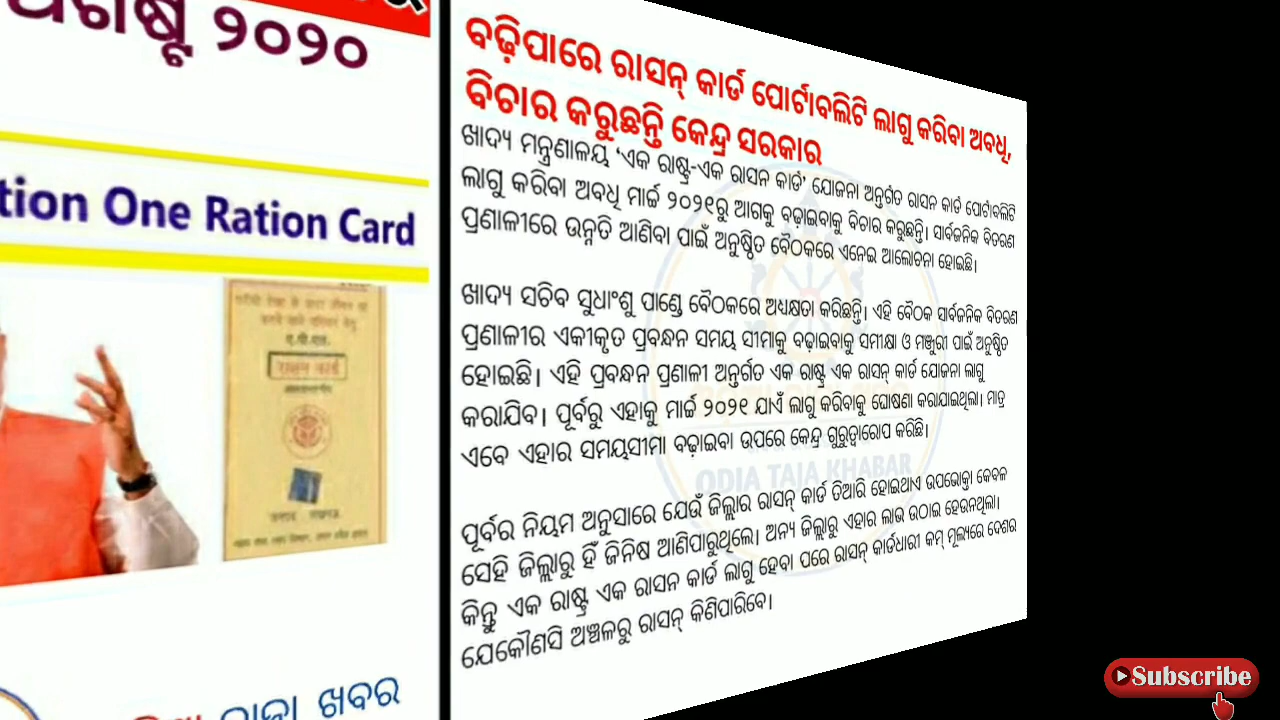 ଅଗଷ୍ଟ ୨୦୨୦
tion One Ration Card
राशन कार्ड
ତାଜା ଖବର
ବଢ଼ିପାରେ ରାସନ୍ କାର୍ଡ ପୋର୍ଟାବଲିଟି ଲାଗୁ କରିବା ଅବଧି,
ବିଚାର କରୁଛନ୍ତି କେନ୍ଦ୍ର ସରକାର
ଖାଦ୍ୟ ମନ୍ତ୍ରଣାଳୟ ‘ଏକ ରାଷ୍ଟ୍ର-ଏକ ରାସନ କାର୍ଡ’ ଯୋଜନା ଅନ୍ତର୍ଗତ ରାସନ କାର୍ଡ ପୋର୍ଟାବଲିଟି
ଲାଗୁ କରିବା ଅବଧି ମାର୍ଚ୍ଚ ୨୦୨୧ରୁ ଆଗକୁ ବଢ଼ାଇବାକୁ ବିଚାର କରୁଛନ୍ତି। ସାର୍ବଜନିକ ବିତରଣ
ପ୍ରଣାଳୀରେ ଉନ୍ନତି ଆଣିବା ପାଇଁ ଅନୁଷ୍ଠିତ ବୈଠକରେ ଏନେଇ ଆଲୋଚନା ହୋଇଛି।
ଖାଦ୍ୟ ସଚିବ ସୁଧାଂଶୁ ପାଣ୍ଡେ ବୈଠକରେ ଅଧ୍ୟକ୍ଷତା କରିଛନ୍ତି। ଏହି ବୈଠକ ସାର୍ବଜନିକ ବିତରଣ
ପ୍ରଣାଳୀର ଏକୀକୃତ ପ୍ରବନ୍ଧନ ସମୟ ସୀମାକୁ ବଢ଼ାଇବାକୁ ସମୀକ୍ଷା ଓ ମଞ୍ଜୁରୀ ପାଇଁ ଅନୁଷ୍ଠିତ
ହୋଇଛି। ଏହି ପ୍ରବନ୍ଧନ ପ୍ରଣାଳୀ ଅନ୍ତର୍ଗତ ଏକ ରାଷ୍ଟ୍ର ଏକ ରାସନ୍ କାର୍ଡ ଯୋଜନା ଲାଗୁ
କରାଯିବ। ପୂର୍ବରୁ ଏହାକୁ ମାର୍ଚ୍ଚ ୨୦୨୧ ଯାଏଁ ଲାଗୁ କରିବାକୁ ଘୋଷଣା କରାଯାଇଥିଲା। ମାତ୍ର
ଏବେ ଏହାର ସମୟସୀମା ବଢ଼ାଇବା ଉପରେ କେନ୍ଦ୍ର ଗୁରୁତ୍ୱାରୋପ କରିଛି।
ODIA TAJA KHABAR
ପୂର୍ବର ନିୟମ ଅନୁସାରେ ଯେଉଁ ଜିଲ୍ଲାର ରାସନ୍ କାର୍ଡ ତିଆରି ହୋଇଥାଏ ଉପଭୋକ୍ତା କେବଳ
ସେହି ଜିଲ୍ଲାରୁ ହିଁ ଜିନିଷ ଆଣିପାରୁଥିଲେ। ଅନ୍ୟ ଜିଲ୍ଲାରୁ ଏହାର ଲାଭ ଉଠାଇ ହେଉନଥିଲା।
କିନ୍ତୁ ଏକ ରାଷ୍ଟ୍ର ଏକ ରାସନ କାର୍ଡ ଲାଗୁ ହେବା ପରେ ରାସନ୍ କାର୍ଡଧାରୀ କମ୍ ମୂଲ୍ୟରେ ଦେଶର
ଯେକୌଣସି ଅଞ୍ଚଳରୁ ରାସନ୍ କିଣିପାରିବେ।
Subscribe